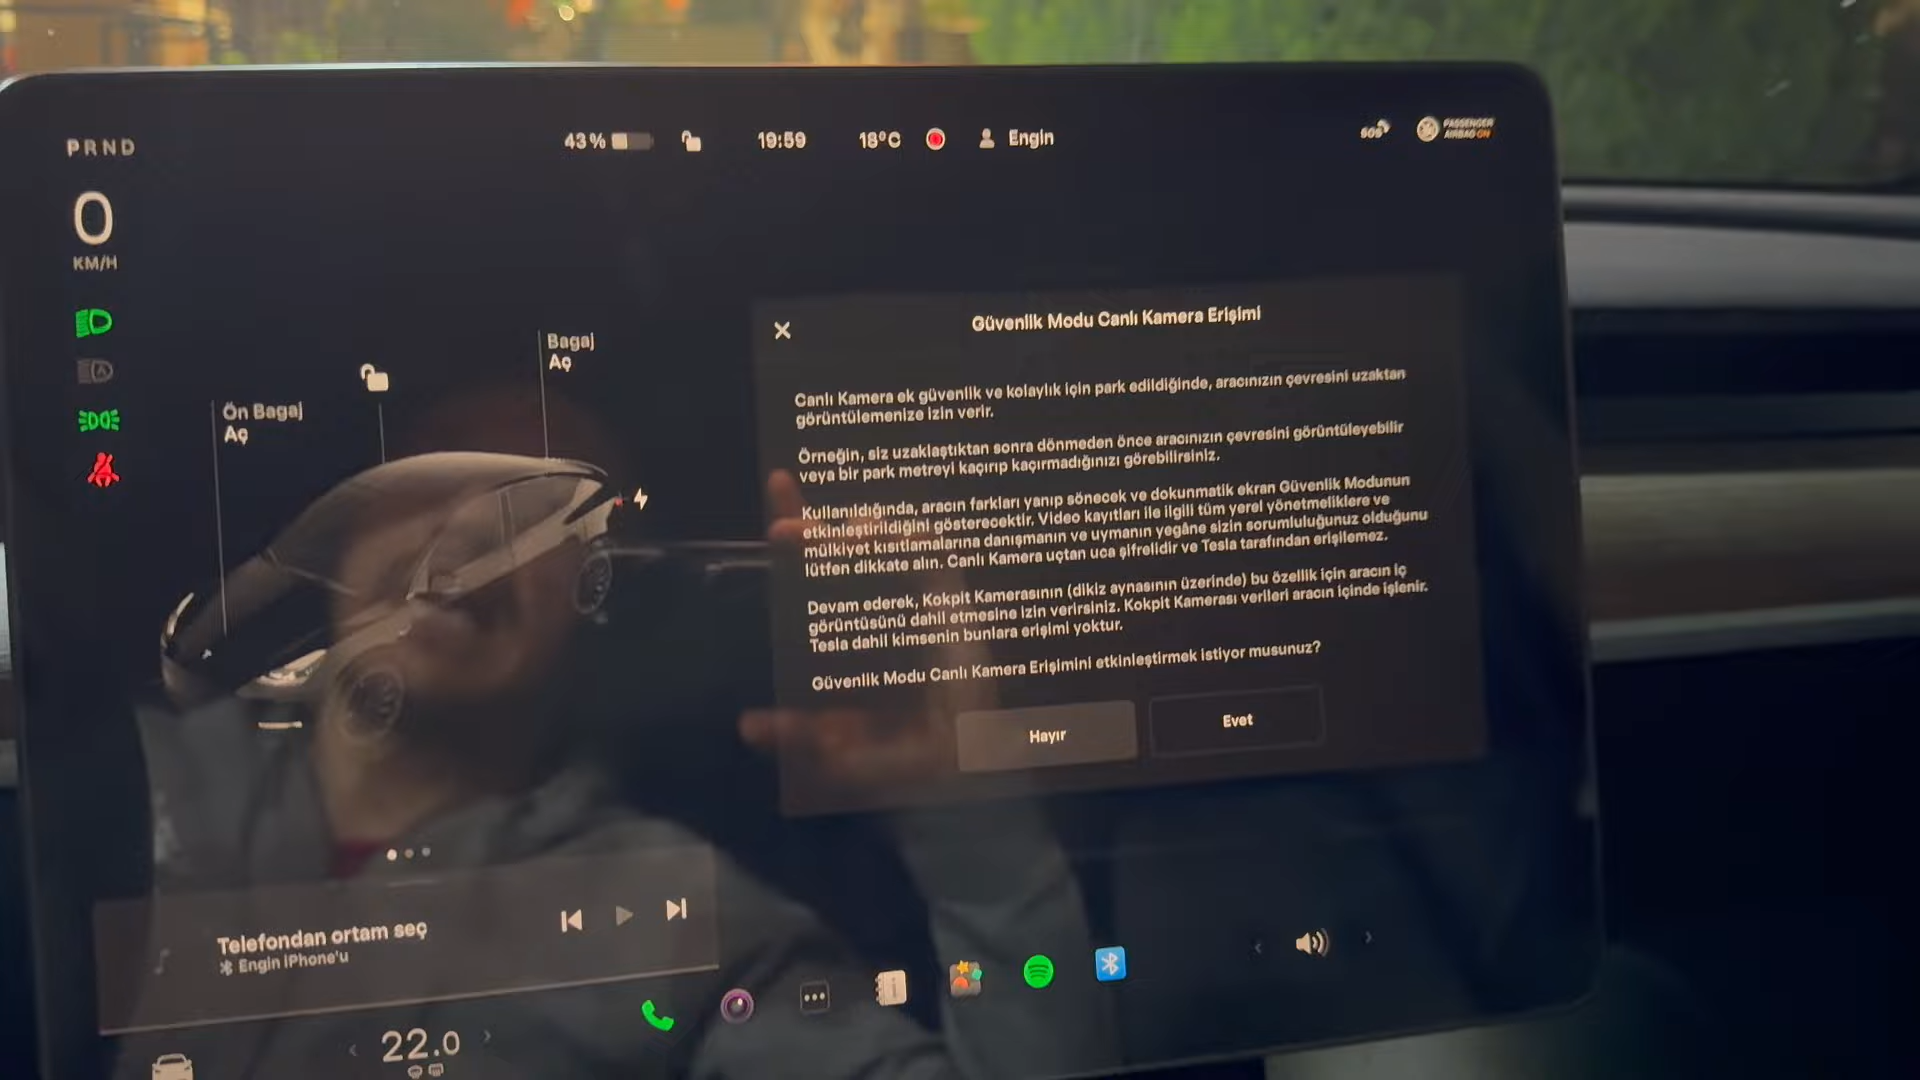 PRND
43%
19:59
18°C
Engin
SOS
PASSENGER
AIRBAG ON
0
KM/H
Ön Bagaj
Aç
Bagaj
Aç
Güvenlik Modu Canlı Kamera Erişimi
Canlı Kamera ek güvenlik ve kolaylık için park edildiğinde, aracınızın çevresini uzaktan
görüntülemenize izin verir.
Örneğin, siz uzaklaştıktan sonra dönmeden önce aracınızın çevresini görüntüleyebilir
veya bir park metreyi kaçırıp kaçırmadığınızı görebilirsiniz.
Kullanıldığında, aracın farkları yanıp sönecek ve dokunmatik ekran Güvenlik Modunun
etkinleştirildiğini gösterecektir. Video kayıtları ile ilgili tüm yerel yönetmeliklere ve
mülkiyet kısıtlamalarına danışmanın ve uymanın yegâne sizin sorumluluğunuz olduğunu
lütfen dikkate alın. Canlı Kamera uçtan uca şifrelidir ve Tesla tarafından erişilemez.
Devam ederek, Kokpit Kamerasının (dikiz aynasının üzerinde) bu özellik için aracın iç
görüntüsünü dahil etmesine izin verirsiniz. Kokpit Kamerası verileri aracın içinde işlenir.
Tesla dahil kimsenin bunlara erişimi yoktur.
Güvenlik Modu Canlı Kamera Erişimini etkinleştirmek istiyor musunuz?
Hayır
Evet
Telefondan ortam seç
Engin iPhone'u
22.0